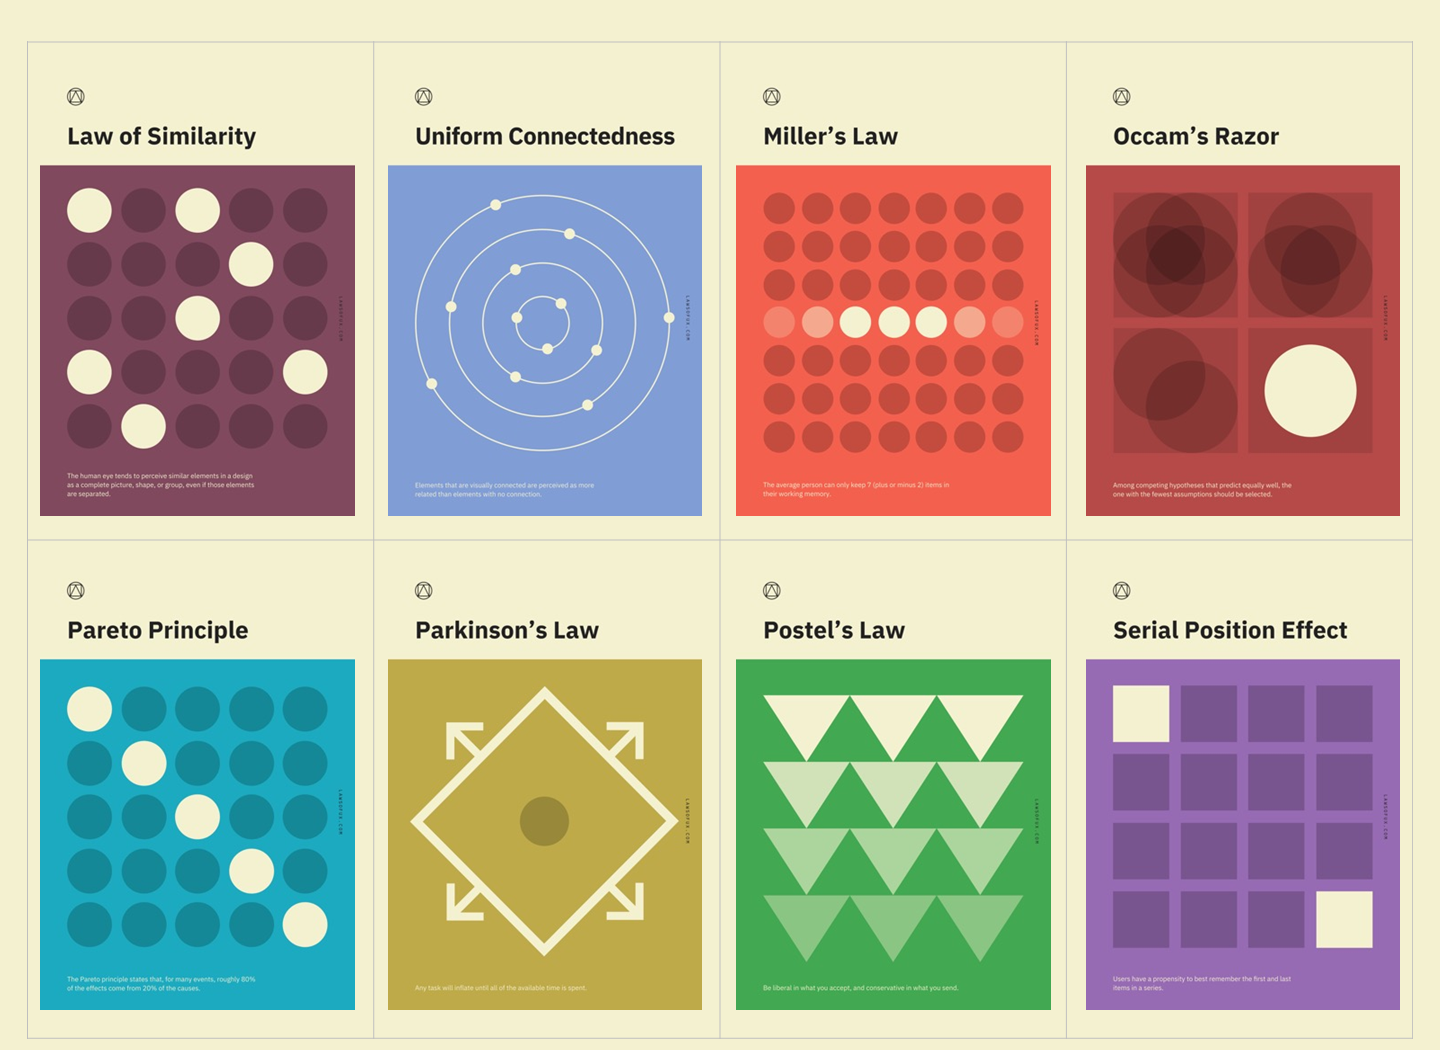 Law of Similarity
LAWSOFUX.COM
The human eye tends to perceive similar elements in a design
as a complete picture, shape, or group, even if those elements
are separated.
Uniform Connectedness
LAWSOFUX.COM
Elements that are visually connected are perceived as more
related than elements with no connection.
Miller’s Law
LAWSOFUX.COM
The average person can only keep 7 (plus or minus 2) items in
their working memory.
Occam’s Razor
LAWSOFUX.COM
Among competing hypotheses that predict equally well, the
one with the fewest assumptions should be selected.
Pareto Principle
LAWSOFUX.COM
The Pareto principle states that, for many events, roughly 80%
of the effects come from 20% of the causes.
Parkinson’s Law
LAWSOFUX.COM
Any task will inflate until all of the available time is spent.
Postel’s Law
LAWSOFUX.COM
Be liberal in what you accept, and conservative in what you send.
Serial Position Effect
LAWSOFUX.COM
Users have a propensity to best remember the first and last
items in a series.